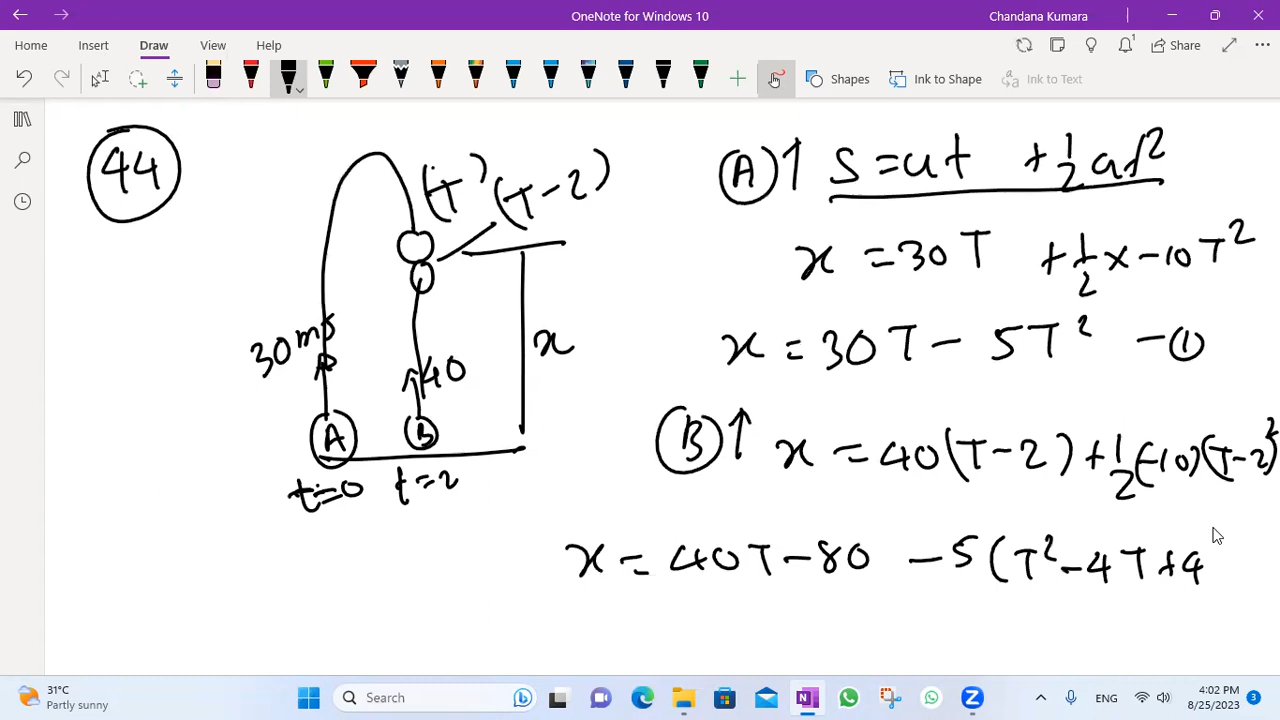 OneNote for Windows 10
Chandana Kumara
Home Insert Draw View Help
Share
Shapes
Ink to Shape
Ink to Text
44
(T) (T-2)
30 ms
40
x
A B
t=0 t=2
A ↑ S = ut + 1/2 at²
x = 30T + 1/2 x -10T²
x = 30T - 5T² -①
B ↑ x = 40(T-2) + 1/2 (-10)(T-2)²
x = 40T - 80 - 5(T² - 4T + 4
31°C
Partly sunny
Search
ENG
4:02 PM
8/25/2023